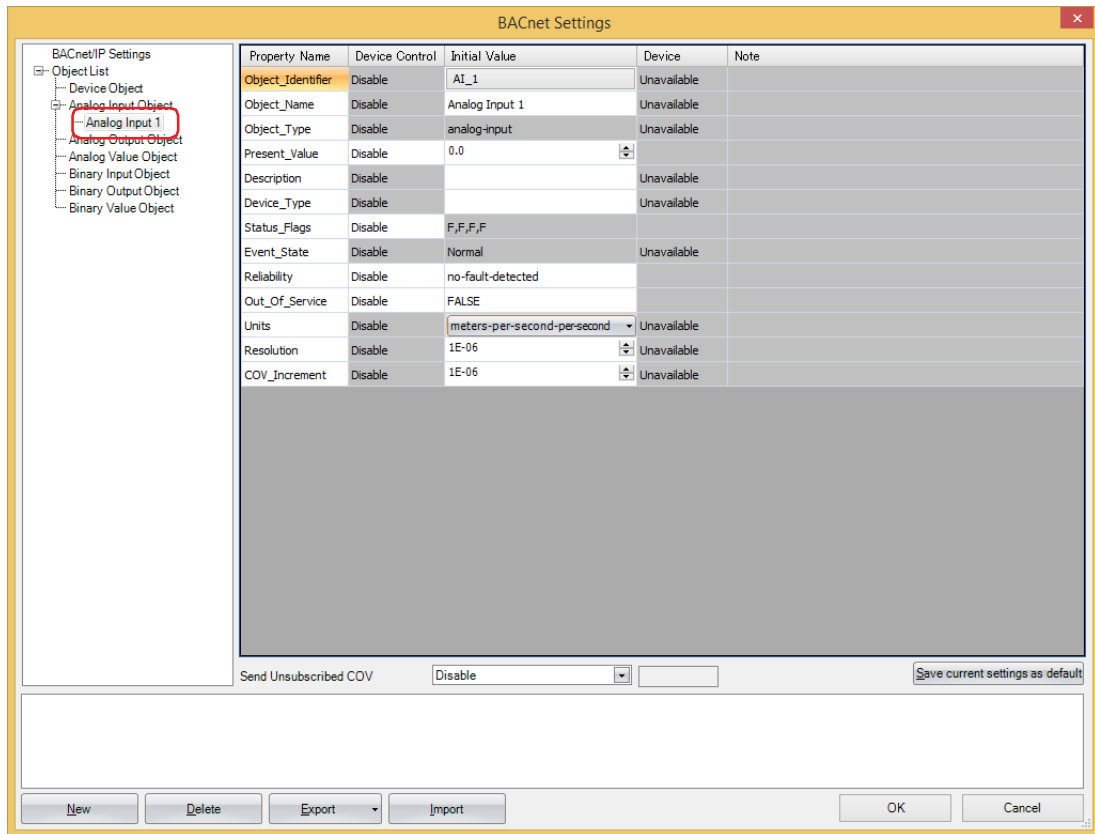 BACnet Settings
BACnet/IP Settings
Object List
Device Object
Analog Input Object
Analog Input 1
Analog Output Object
Analog Value Object
Binary Input Object
Binary Output Object
Binary Value Object
Property Name Device Control Initial Value Device Note
Object_Identifier Disable AI_1 Unavailable
Object_Name Disable Analog Input 1 Unavailable
Object_Type Disable analog-input Unavailable
Present_Value Disable 0.0
Description Disable Unavailable
Device_Type Disable Unavailable
Status_Flags Disable F,F,F,F
Event_State Disable Normal Unavailable
Reliability Disable no-fault-detected
Out_Of_Service Disable FALSE
Units Disable meters-per-second-per-second Unavailable
Resolution Disable 1E-06 Unavailable
COV_Increment Disable 1E-06 Unavailable
Send Unsubscribed COV Disable Save current settings as default
New Delete Export Import OK Cancel